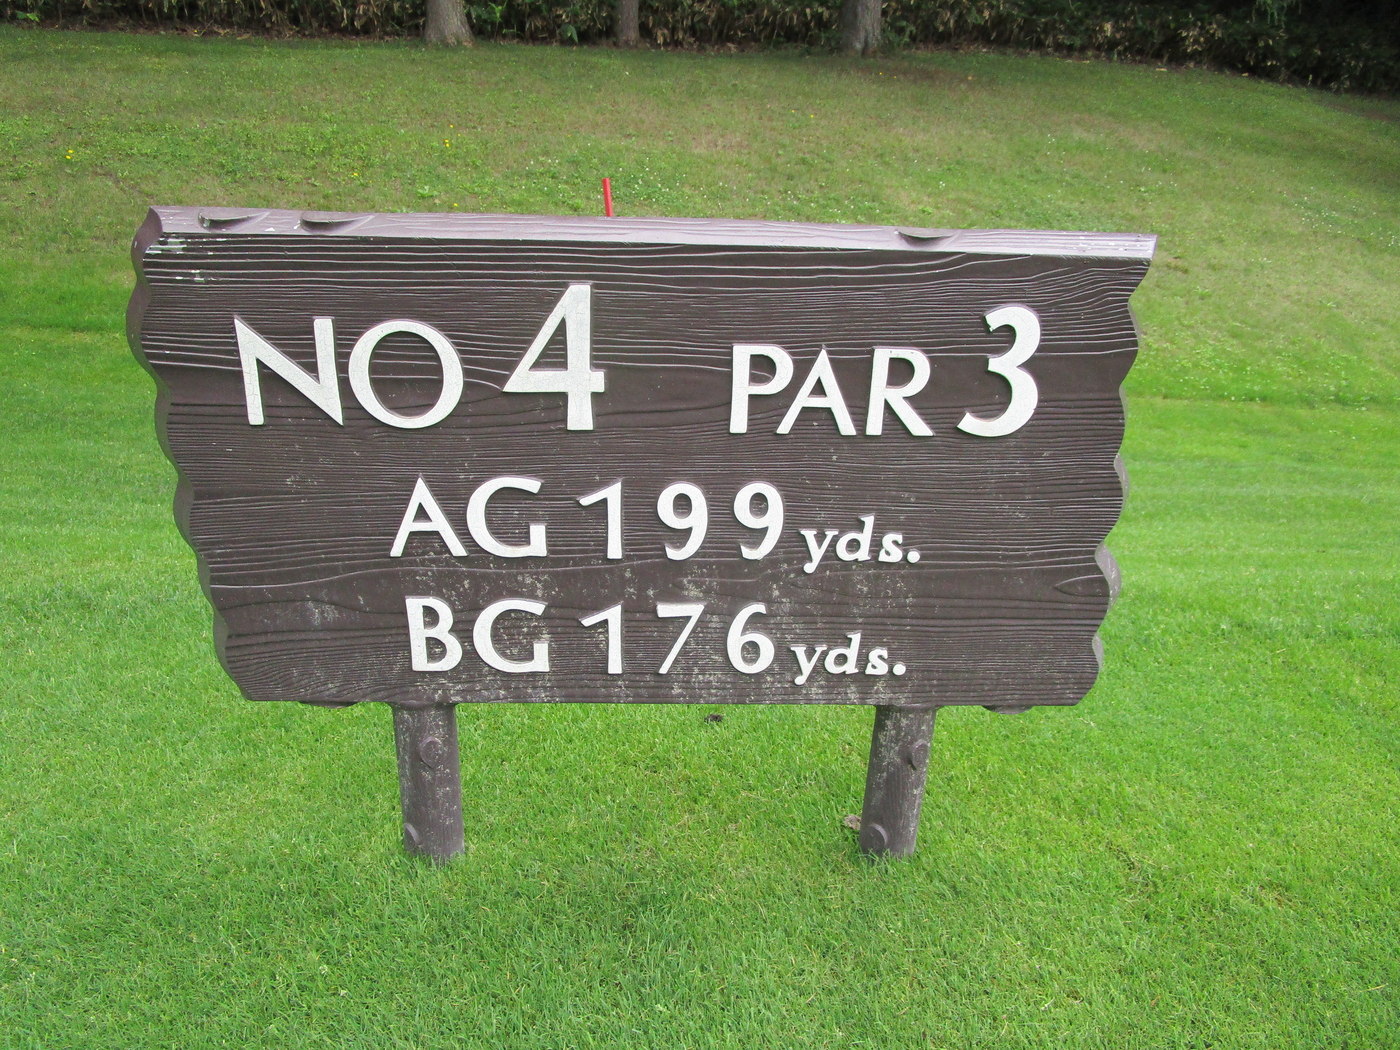 NO 4 PAR 3
AG 199 yds.
BG 176 yds.